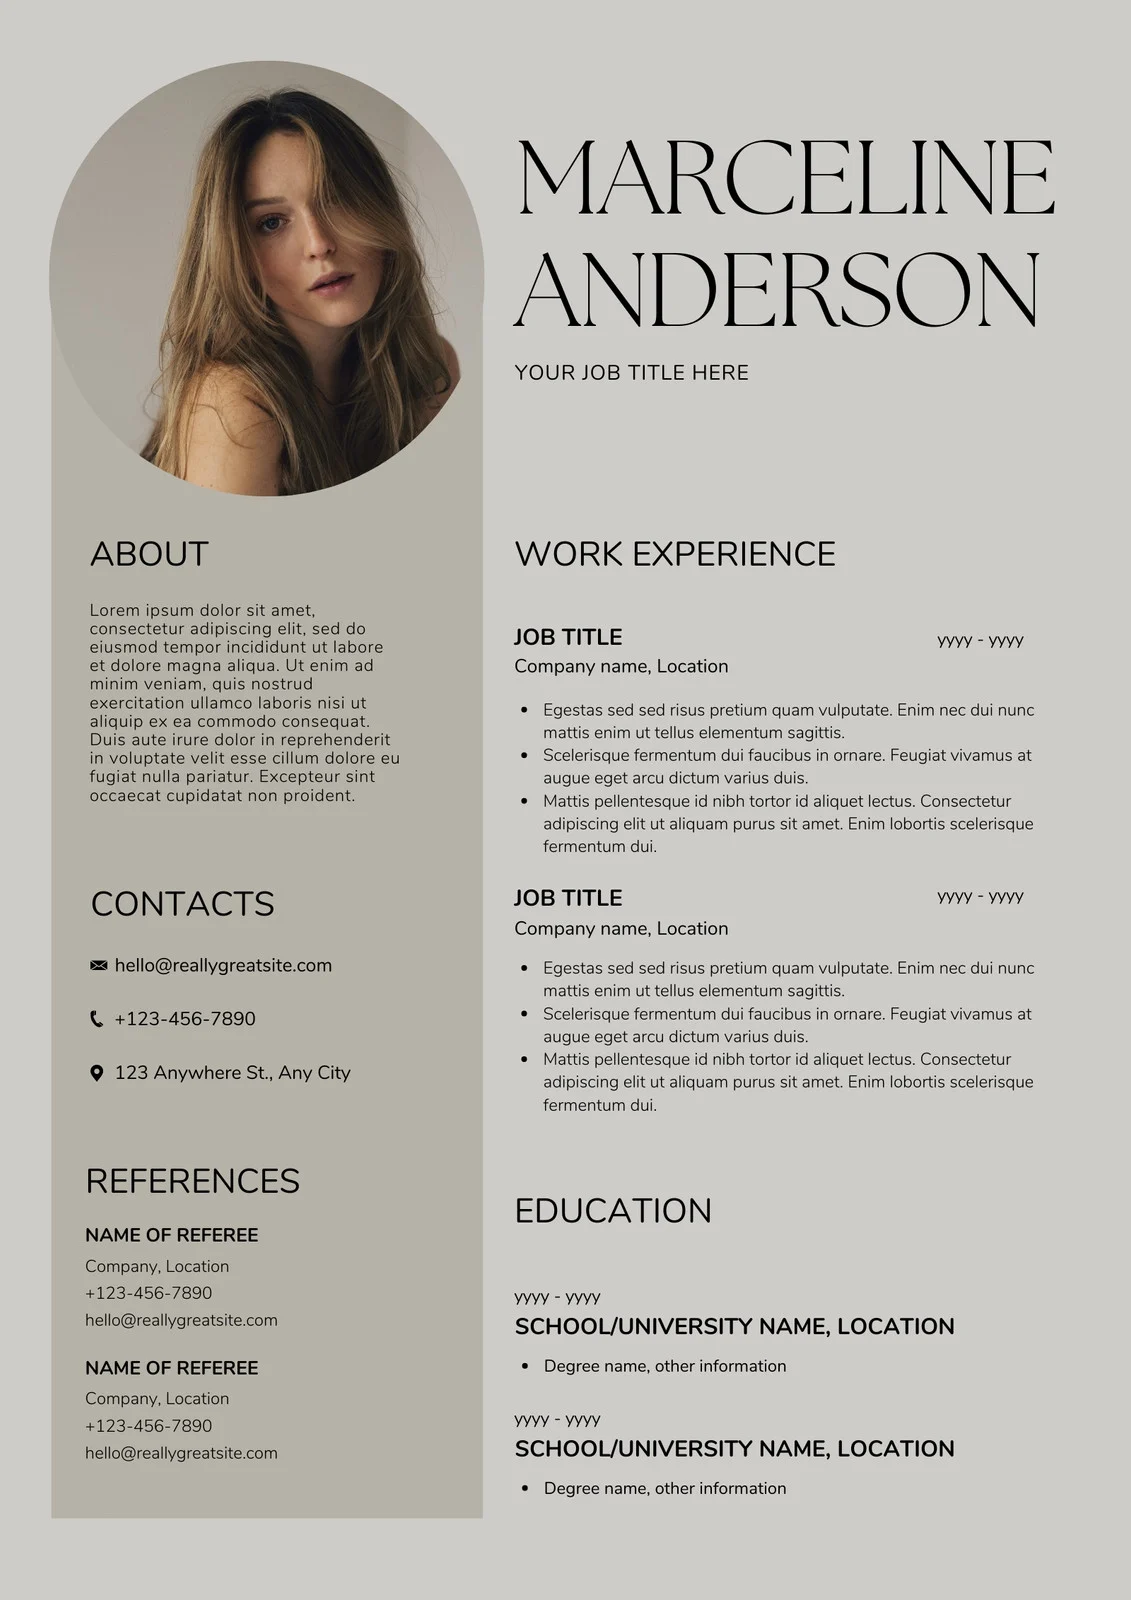 MARCELINE
ANDERSON
YOUR JOB TITLE HERE
ABOUT
Lorem ipsum dolor sit amet,
consectetur adipiscing elit, sed do
eiusmod tempor incididunt ut labore
et dolore magna aliqua. Ut enim ad
minim veniam, quis nostrud
exercitation ullamco laboris nisi ut
aliquip ex ea commodo consequat.
Duis aute irure dolor in reprehenderit
in voluptate velit esse cillum dolore eu
fugiat nulla pariatur. Excepteur sint
occaecat cupidatat non proident.
CONTACTS
hello@reallygreatsite.com
+123-456-7890
123 Anywhere St., Any City
REFERENCES
NAME OF REFEREE
Company, Location
+123-456-7890
hello@reallygreatsite.com
NAME OF REFEREE
Company, Location
+123-456-7890
hello@reallygreatsite.com
WORK EXPERIENCE
JOB TITLE yyyy - yyyy
Company name, Location
• Egestas sed sed risus pretium quam vulputate. Enim nec dui nunc
mattis enim ut tellus elementum sagittis.
• Scelerisque fermentum dui faucibus in ornare. Feugiat vivamus at
augue eget arcu dictum varius duis.
• Mattis pellentesque id nibh tortor id aliquet lectus. Consectetur
adipiscing elit ut aliquam purus sit amet. Enim lobortis scelerisque
fermentum dui.
JOB TITLE yyyy - yyyy
Company name, Location
• Egestas sed sed risus pretium quam vulputate. Enim nec dui nunc
mattis enim ut tellus elementum sagittis.
• Scelerisque fermentum dui faucibus in ornare. Feugiat vivamus at
augue eget arcu dictum varius duis.
• Mattis pellentesque id nibh tortor id aliquet lectus. Consectetur
adipiscing elit ut aliquam purus sit amet. Enim lobortis scelerisque
fermentum dui.
EDUCATION
yyyy - yyyy
SCHOOL/UNIVERSITY NAME, LOCATION
• Degree name, other information
yyyy - yyyy
SCHOOL/UNIVERSITY NAME, LOCATION
• Degree name, other information